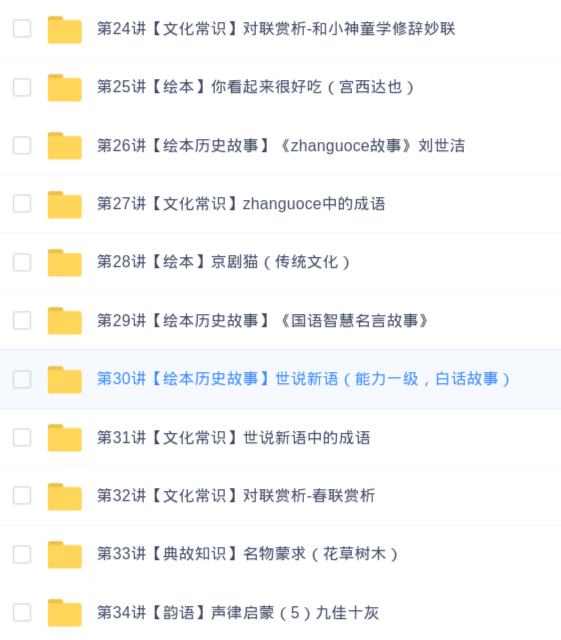 第24讲【文化常识】对联赏析-和小神童学修辞妙联
第25讲【绘本】你看起来很好吃（宫西达也）
第26讲【绘本历史故事】《zhanguoce故事》刘世洁
第27讲【文化常识】zhanguoce中的成语
第28讲【绘本】京剧猫（传统文化）
第29讲【绘本历史故事】《国语智慧名言故事》
第30讲【绘本历史故事】世说新语（能力一级，白话故事）
第31讲【文化常识】世说新语中的成语
第32讲【文化常识】对联赏析-春联赏析
第33讲【典故知识】名物蒙求（花草树木）
第34讲【韵语】声律启蒙（5）九佳十灰